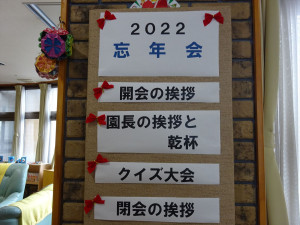 2022
忘年会
開会の挨拶
園長の挨拶と
乾杯
クイズ大会
閉会の挨拶